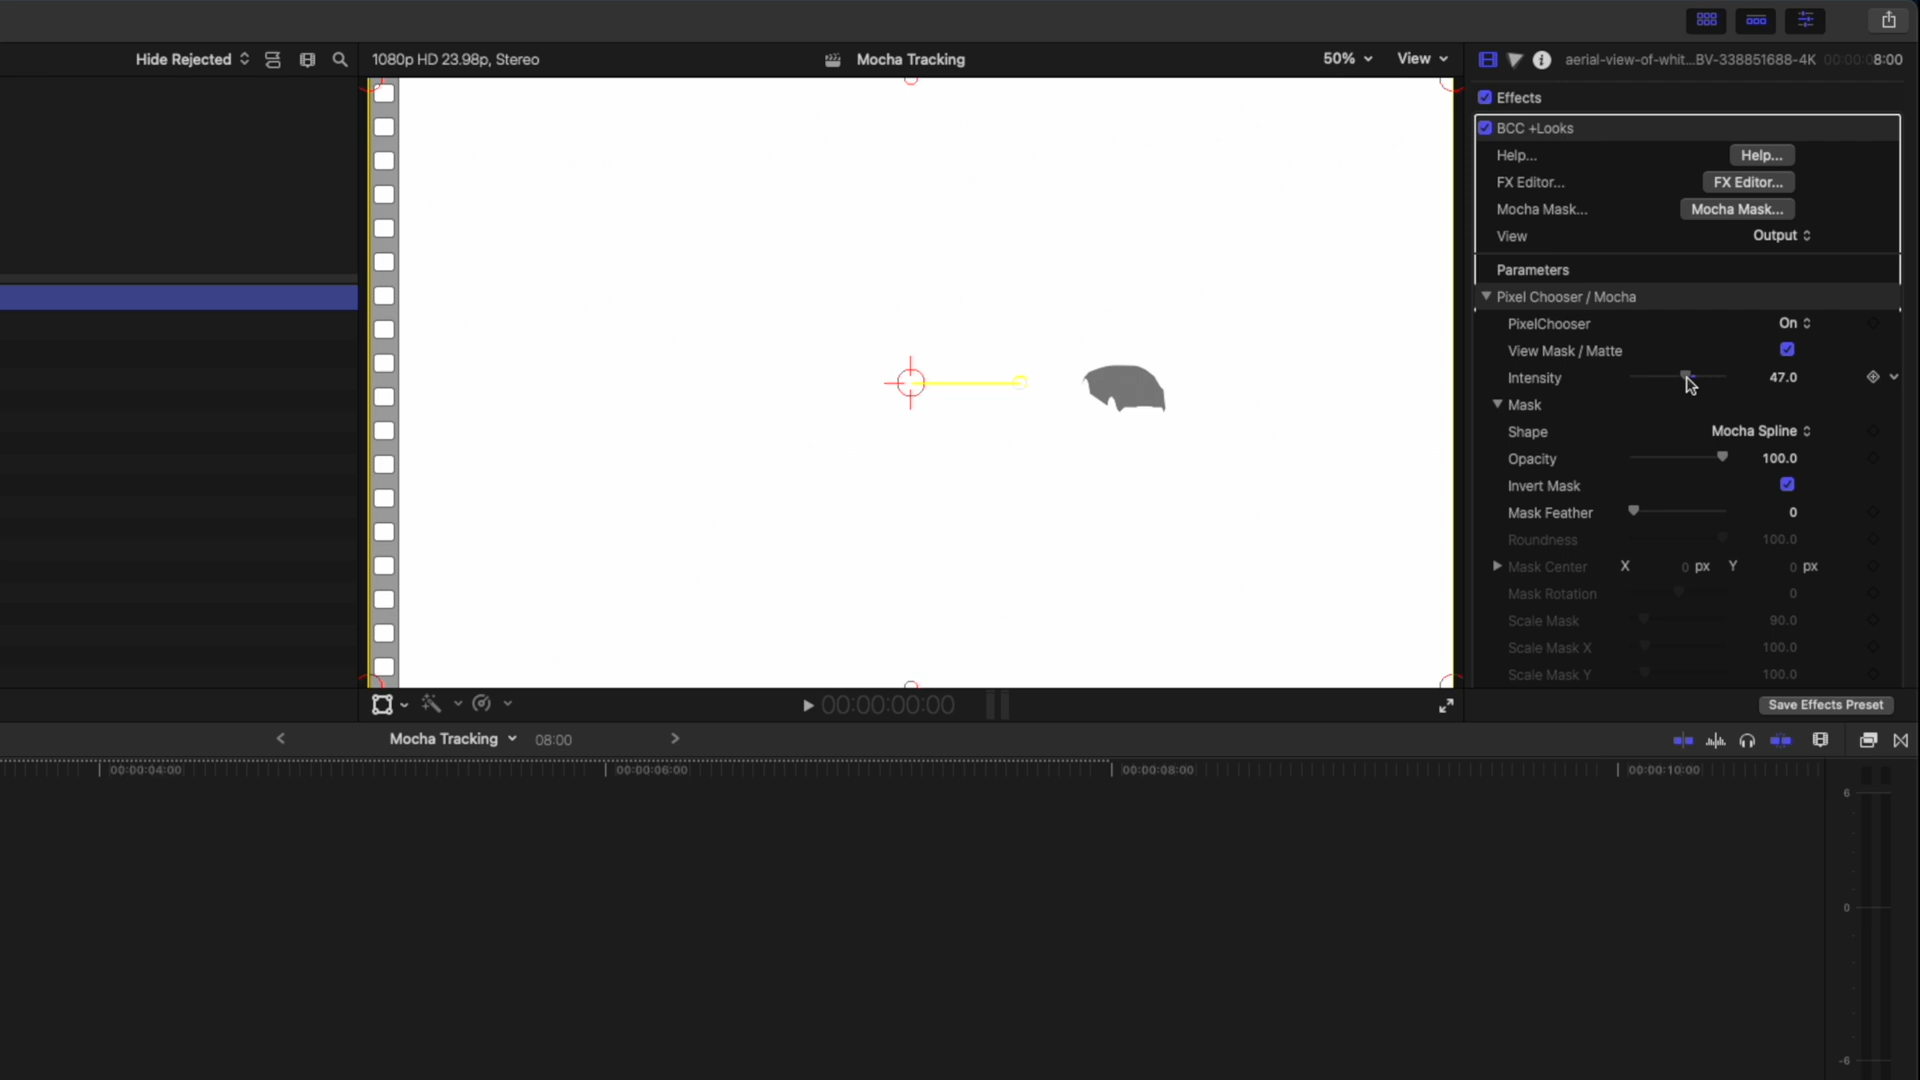 Hide Rejected
1080p HD 23.98p, Stereo
Mocha Tracking
50%
View
aerial-view-of-whit...BV-338851688-4K
00:00:08:00
Effects
BCC +Looks
Help...
Help...
FX Editor...
FX Editor...
Mocha Mask...
Mocha Mask...
View
Output
Parameters
Pixel Chooser / Mocha
PixelChooser
On
View Mask / Matte
Intensity
47.0
Mask
Shape
Mocha Spline
Opacity
100.0
Invert Mask
Mask Feather
0
Roundness
100.0
Mask Center X 0 px Y 0 px
Mask Rotation
0
Scale Mask
90.0
Scale Mask X
100.0
Scale Mask Y
100.0
00:00:00:00
Save Effects Preset
Mocha Tracking
08:00
00:00:04:00
00:00:06:00
00:00:08:00
00:00:10:00
6
0
-6